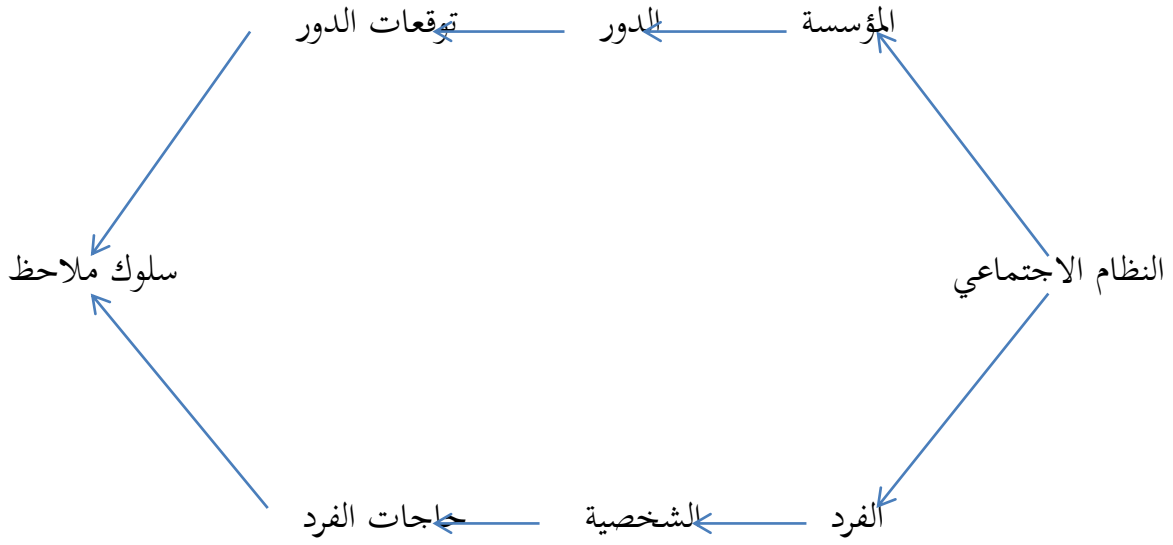 المؤسسة الدور توقعات الدور
النظام الاجتماعي سلوك ملاحظ
الفرد الشخصية حاجات الفرد